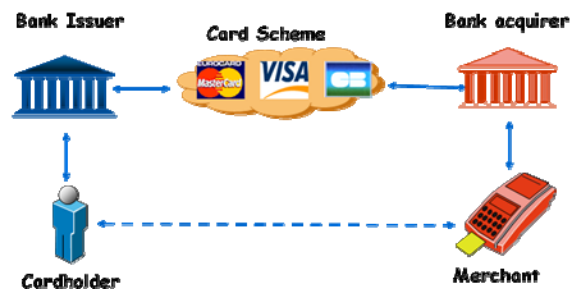 Bank Issuer
Card Scheme
Bank acquirer
EUROCARD
MasterCard
VISA
CB
Cardholder
Merchant